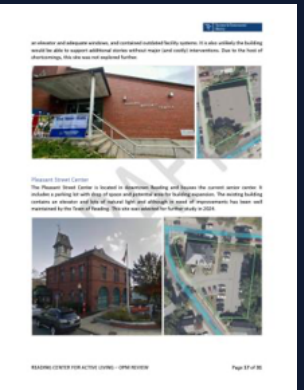 an elevator and adequate windows, and contained outdated facility systems. It is also unlikely the building
would be able to support additional stories without major (and costly) interventions. Due to the host of
shortcomings, this site was not explored further.
Pleasant Street Center
The Pleasant Street Center is located in downtown Reading and houses the current senior center. It
includes a parking lot with drop off space and potential area for building expansion. The existing building
contains an elevator and lots of natural light and although in need of improvements has been well
maintained by the Town of Reading. This site was selected for further study in 2024.
DRAFT
READING CENTER FOR ACTIVE LIVING – OPM REVIEW
Page 17 of 31